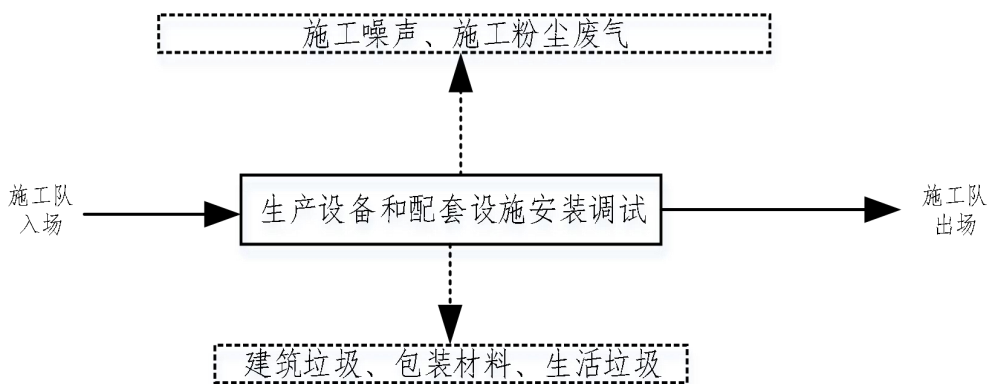 施工噪声、施工粉尘废气
施工队
入场
生产设备和配套设施安装调试
施工队
出场
建筑垃圾、包装材料、生活垃圾